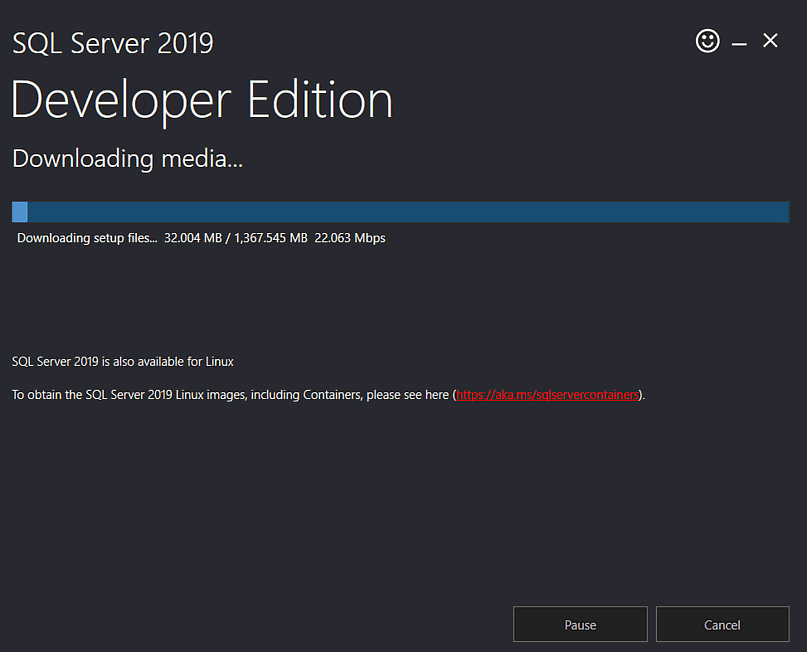 SQL Server 2019
Developer Edition
Downloading media...
Downloading setup files... 32.004 MB / 1,367.545 MB 22.063 Mbps
SQL Server 2019 is also available for Linux
To obtain the SQL Server 2019 Linux images, including Containers, please see here (https://aka.ms/sqlservercontainers).
Pause
Cancel